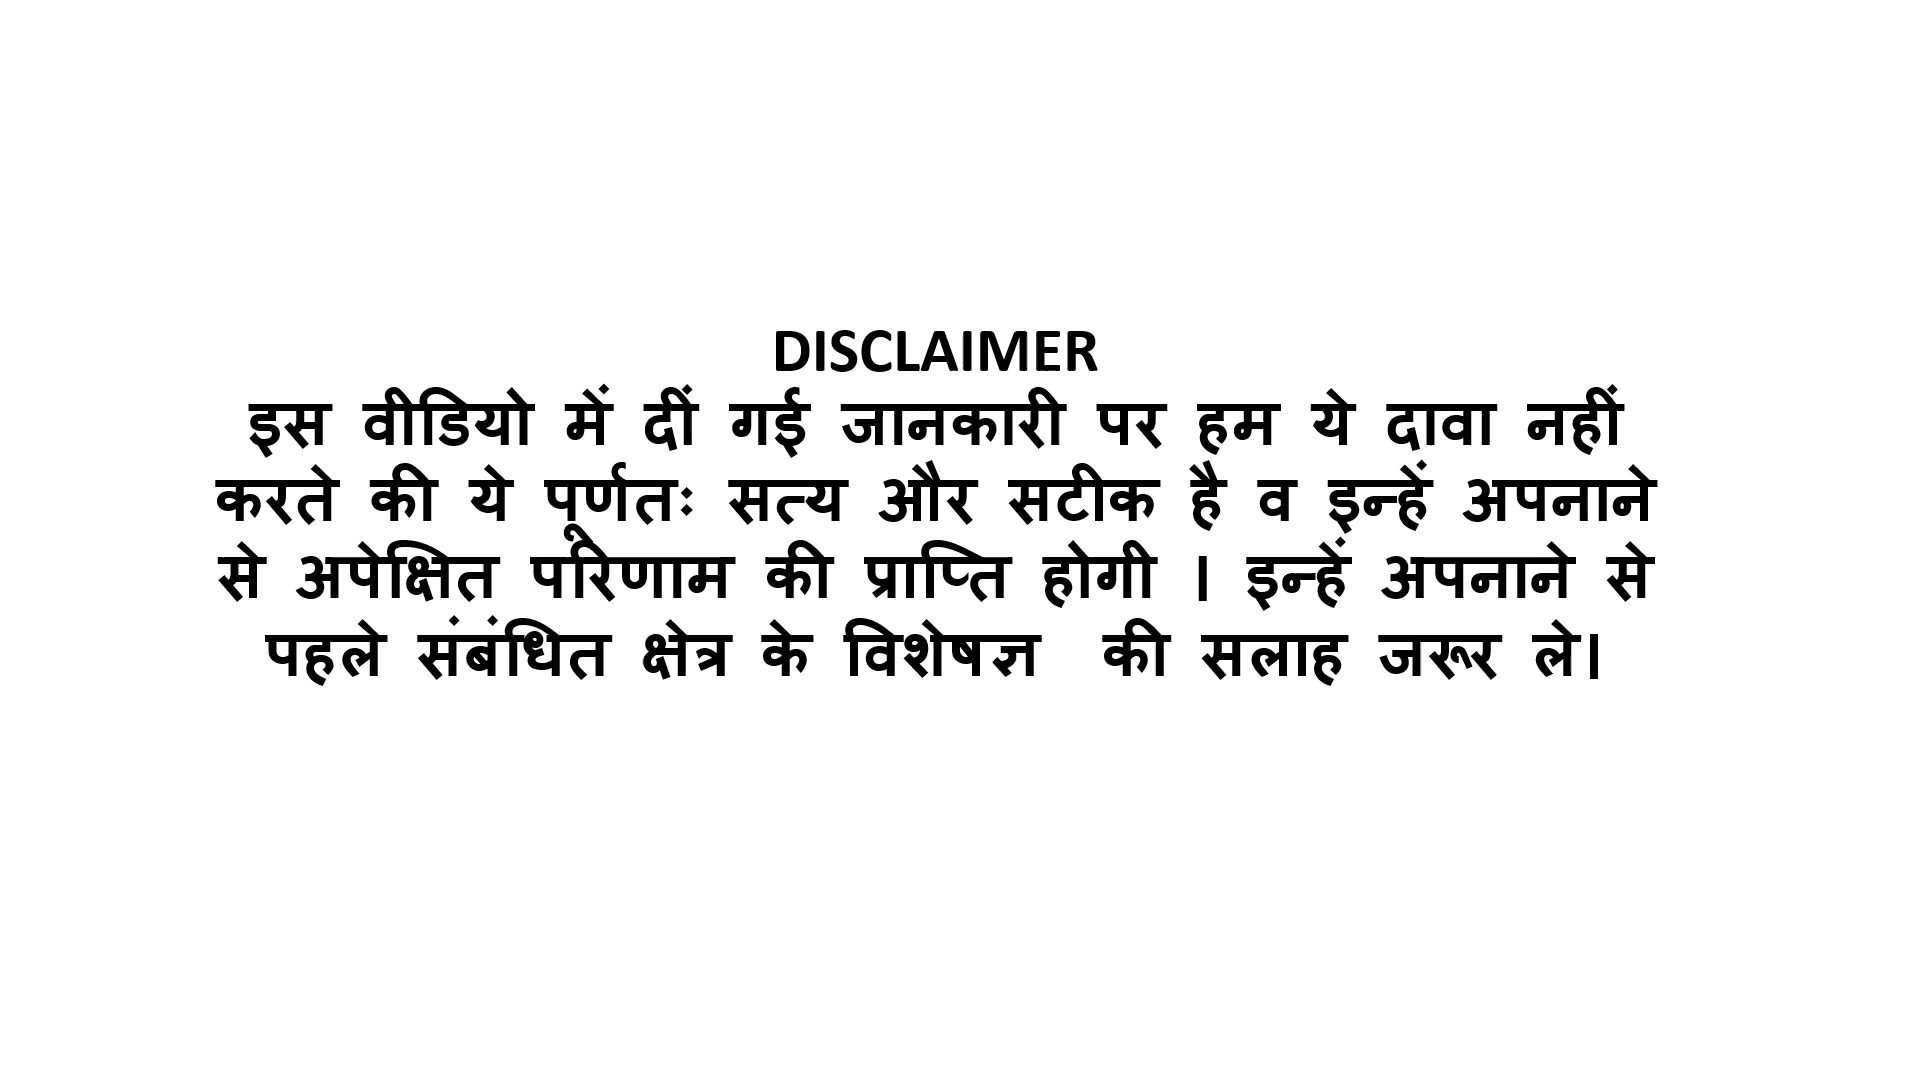 DISCLAIMER
इस वीडियो में दीं गई जानकारी पर हम ये दावा नहीं
करते की ये पूर्णतः सत्य और सटीक है व इन्हें अपनाने
से अपेक्षित परिणाम की प्राप्ति होगी । इन्हें अपनाने से
पहले संबंधित क्षेत्र के विशेषज्ञ की सलाह जरूर ले।